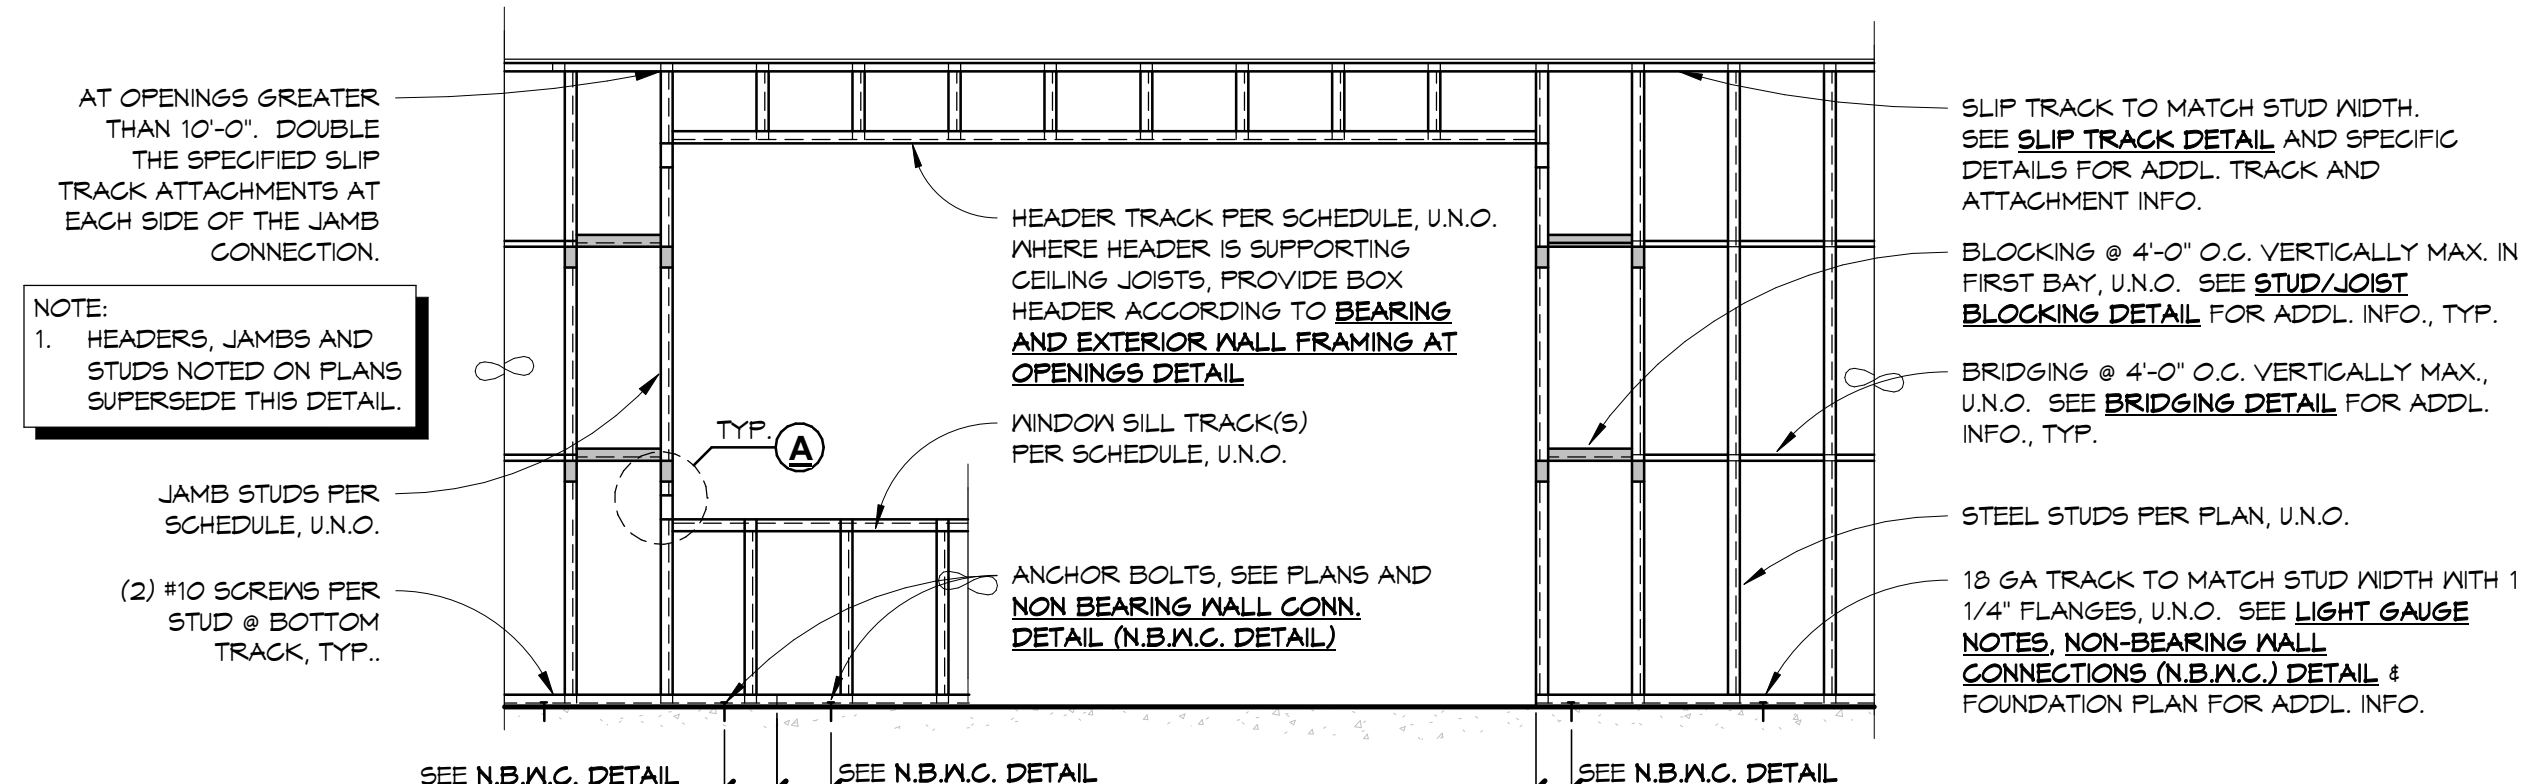 AT OPENINGS GREATER
THAN 10'-0". DOUBLE
THE SPECIFIED SLIP
TRACK ATTACHMENTS AT
EACH SIDE OF THE JAMB
CONNECTION.
NOTE:
1. HEADERS, JAMBS AND
STUDS NOTED ON PLANS
SUPERSEDE THIS DETAIL.
JAMB STUDS PER
SCHEDULE, U.N.O.
(2) #10 SCREWS PER
STUD @ BOTTOM
TRACK, TYP..
TYP. A
HEADER TRACK PER SCHEDULE, U.N.O.
WHERE HEADER IS SUPPORTING
CEILING JOISTS, PROVIDE BOX
HEADER ACCORDING TO BEARING
AND EXTERIOR WALL FRAMING AT
OPENINGS DETAIL
WINDOW SILL TRACK(S)
PER SCHEDULE, U.N.O.
ANCHOR BOLTS, SEE PLANS AND
NON BEARING WALL CONN.
DETAIL (N.B.W.C. DETAIL)
SLIP TRACK TO MATCH STUD WIDTH.
SEE SLIP TRACK DETAIL AND SPECIFIC
DETAILS FOR ADDL. TRACK AND
ATTACHMENT INFO.
BLOCKING @ 4'-0" O.C. VERTICALLY MAX. IN
FIRST BAY, U.N.O. SEE STUD/JOIST
BLOCKING DETAIL FOR ADDL. INFO., TYP.
BRIDGING @ 4'-0" O.C. VERTICALLY MAX.,
U.N.O. SEE BRIDGING DETAIL FOR ADDL.
INFO., TYP.
STEEL STUDS PER PLAN, U.N.O.
18 GA TRACK TO MATCH STUD WIDTH WITH 1
1/4" FLANGES, U.N.O. SEE LIGHT GAUGE
NOTES, NON-BEARING WALL
CONNECTIONS (N.B.W.C.) DETAIL &
FOUNDATION PLAN FOR ADDL. INFO.
SEE N.B.W.C. DETAIL
SEE N.B.W.C. DETAIL
SEE N.B.W.C. DETAIL